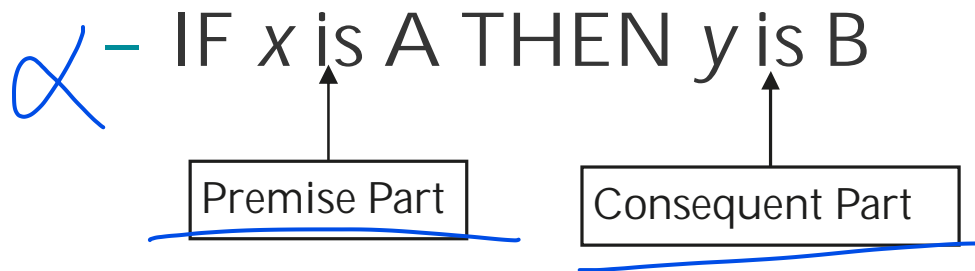 α – IF x is A THEN y is B
Premise Part
Consequent Part